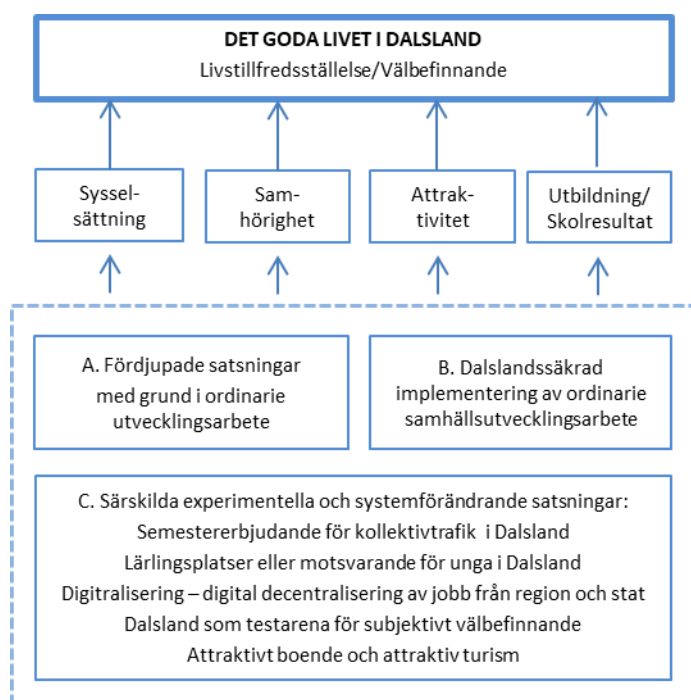 DET GODA LIVET I DALSLAND
Livstillfredsställelse/Välbefinnande
Syssel-
sättning
Sam-
hörighet
Attrak-
tivitet
Utbildning/
Skolresultat
A. Fördjupade satsningar
med grund i ordinarie
utvecklingsarbete
B. Dalslandssäkrad
implementering av ordinarie
samhällsutvecklingsarbete
C. Särskilda experimentella och systemförändrande satsningar:
Semestererbjudande för kollektivtrafik i Dalsland
Lärlingsplatser eller motsvarande för unga i Dalsland
Digitralisering – digital decentralisering av jobb från region och stat
Dalsland som testarena för subjektivt välbefinnande
Attraktivt boende och attraktiv turism